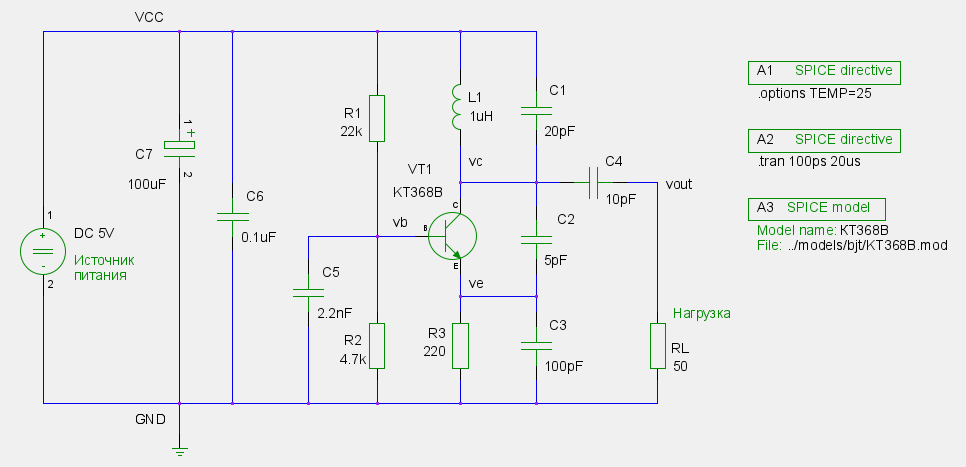 VCC
1
+
C7
100uF
2
1
DC 5V
Источник
питания
+
-
2
C6
0.1uF
R1
22k
L1
1uH
C1
20pF
vc
VT1
KT368B
C
B
E
vb
C4
10pF
vout
C2
5pF
ve
C5
2.2nF
R2
4.7k
R3
220
C3
100pF
Нагрузка
RL
50
GND
A1 SPICE directive
.options TEMP=25
A2 SPICE directive
.tran 100ps 20us
A3 SPICE model
Model name: KT368B
File: ../models/bjt/KT368B.mod